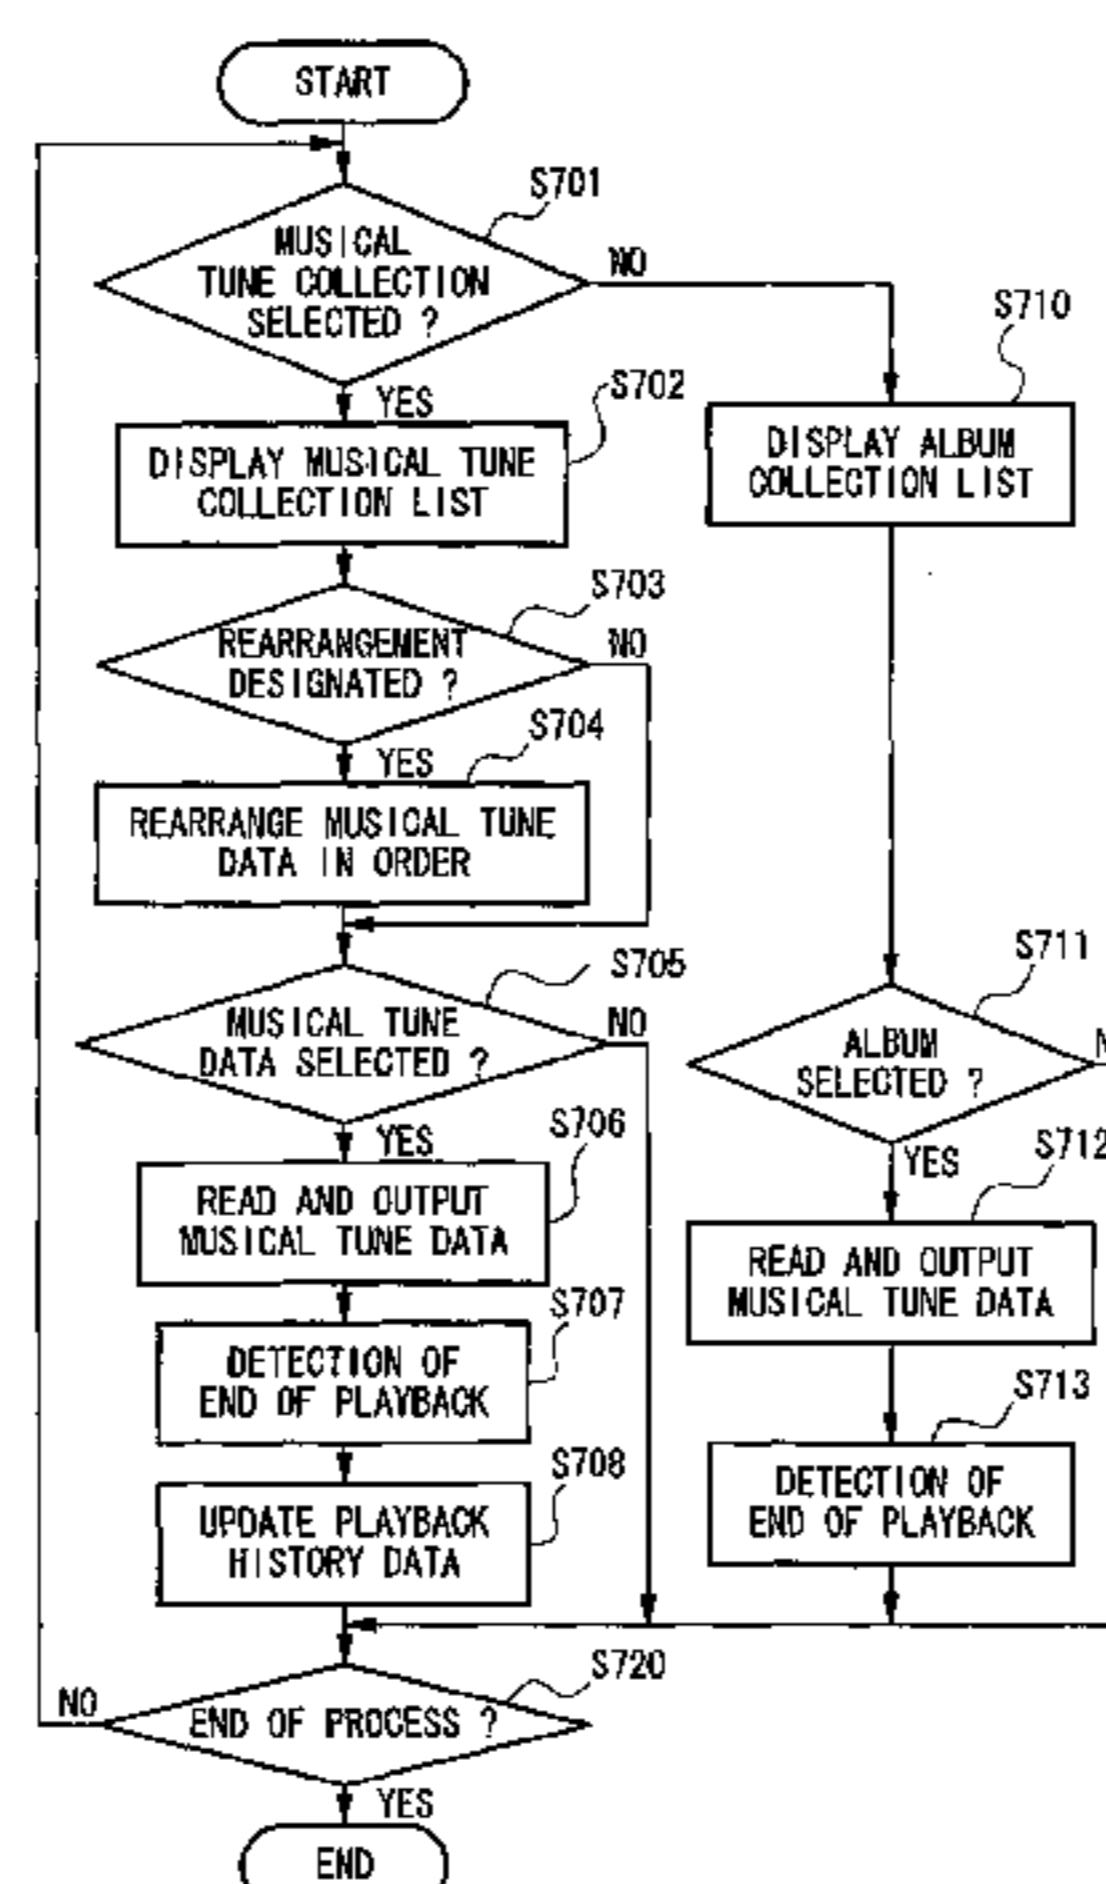 START
S701
MUSICAL
TUNE COLLECTION
SELECTED ?
NO
S710
YES
S702
DISPLAY MUSICAL TUNE
COLLECTION LIST
DISPLAY ALBUM
COLLECTION LIST
S703
REARRANGEMENT
DESIGNATED ?
NO
S704
YES
REARRANGE MUSICAL TUNE
DATA IN ORDER
S705
MUSICAL TUNE
DATA SELECTED ?
NO
S711
ALBUM
SELECTED ?
YES
S706
READ AND OUTPUT
MUSICAL TUNE DATA
YES
S712
READ AND OUTPUT
MUSICAL TUNE DATA
S707
DETECTION OF
END OF PLAYBACK
S713
DETECTION OF
END OF PLAYBACK
S708
UPDATE PLAYBACK
HISTORY DATA
S720
NO
END OF PROCESS ?
YES
END